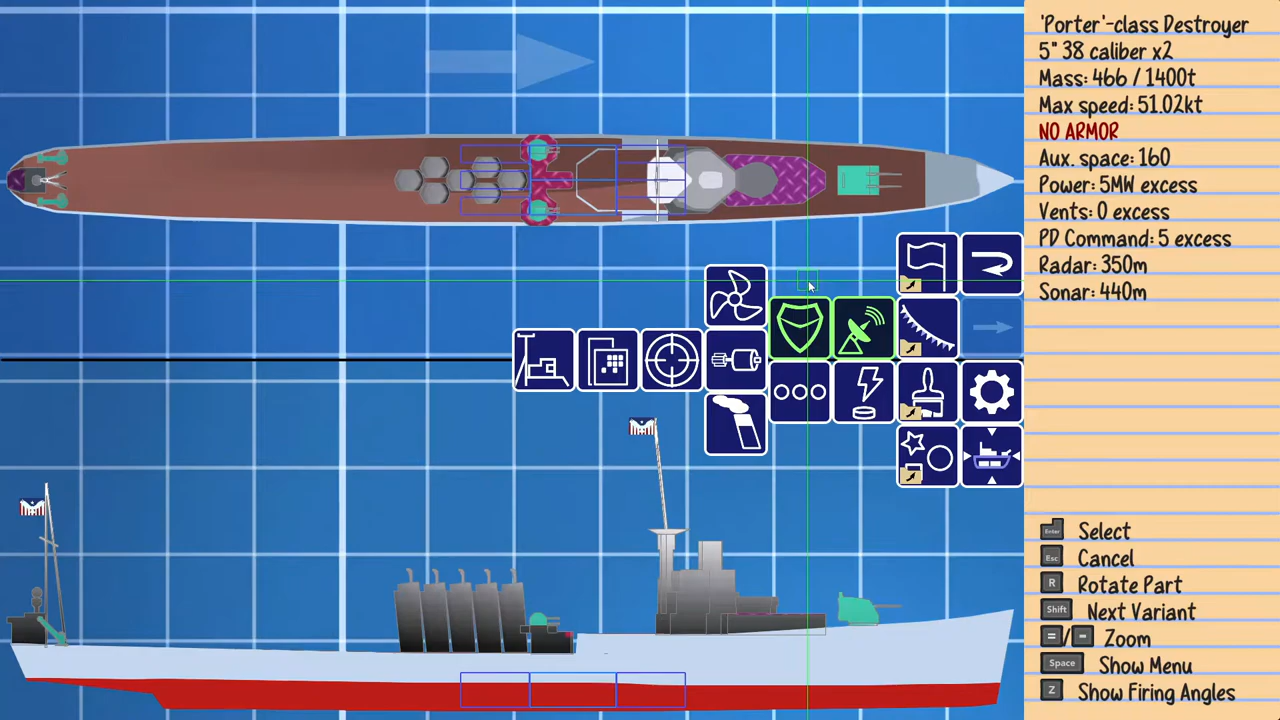 'Porter'-class Destroyer
5" 38 caliber x2
Mass: 466 / 1400t
Max speed: 51.02kt
NO ARMOR
Aux. space: 160
Power: 5MW excess
Vents: 0 excess
PD Command: 5 excess
Radar: 350m
Sonar: 440m
Enter Select
Esc Cancel
R Rotate Part
Shift Next Variant
=/- Zoom
Space Show Menu
Z Show Firing Angles